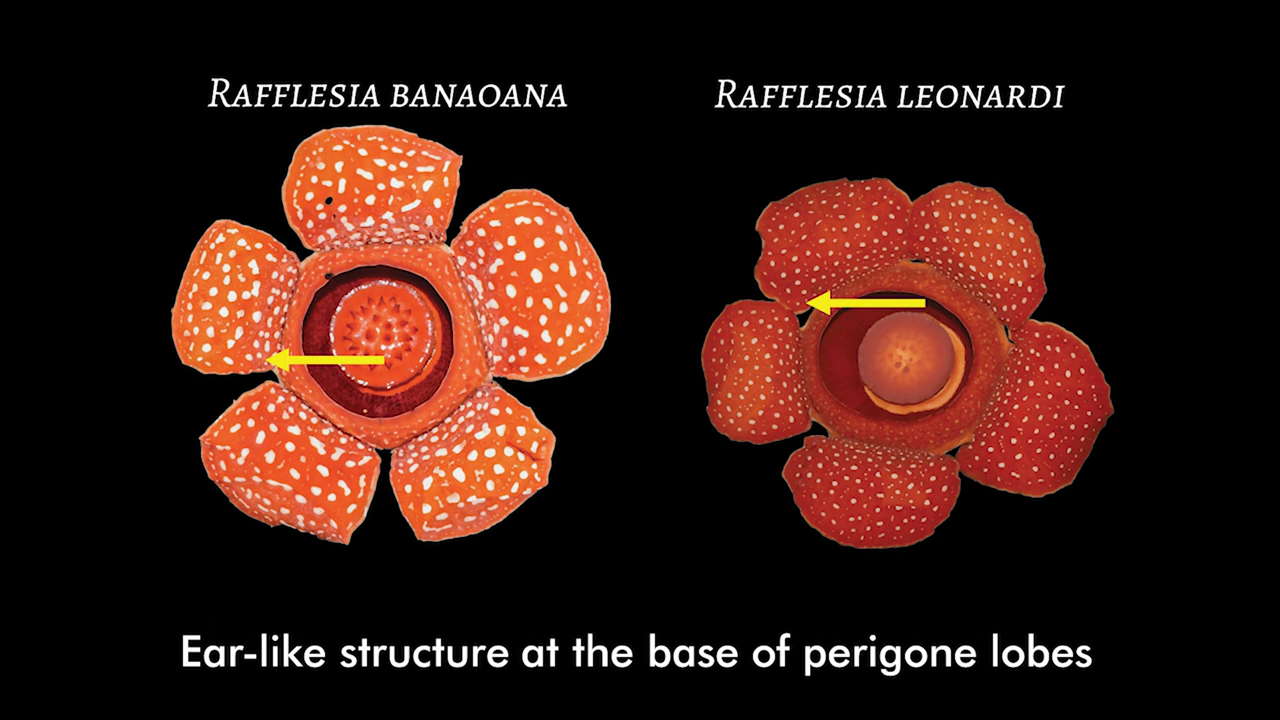 RAFFLESIA BANAOANA
RAFFLESIA LEONARDI
Ear-like structure at the base of perigone lobes